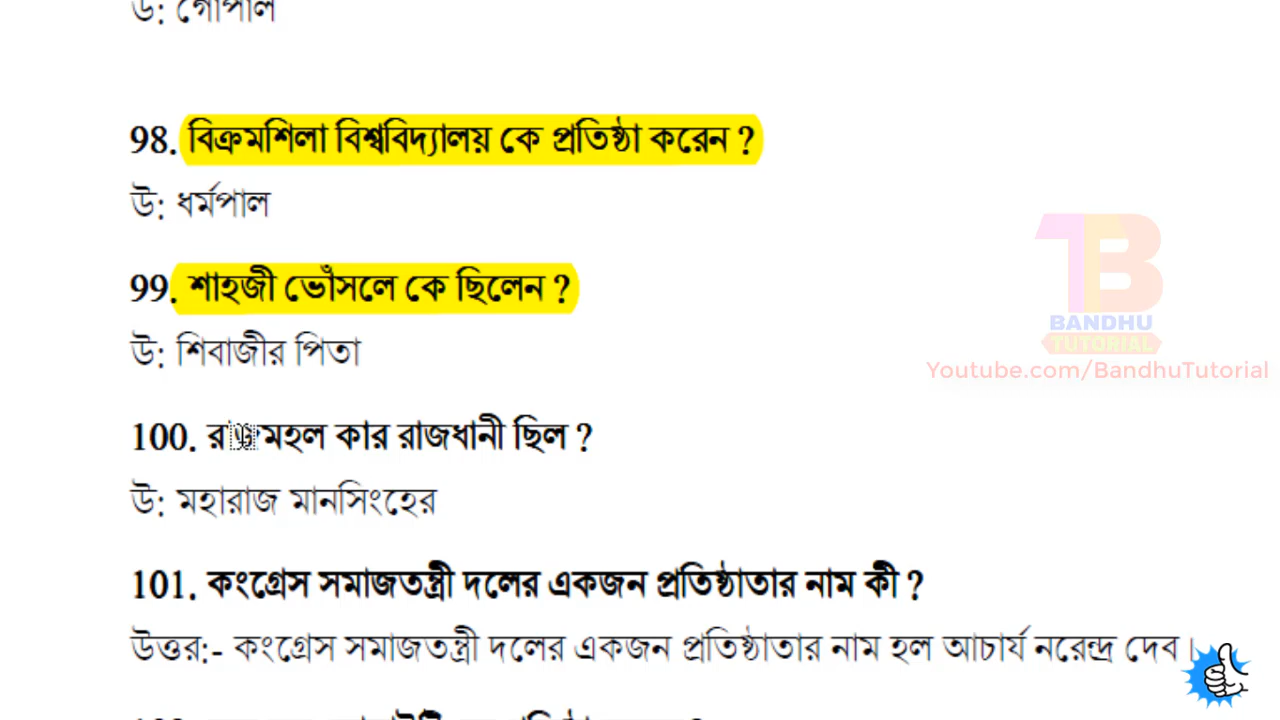 উ: গোপাল
98. বিক্রমশিলা বিশ্ববিদ্যালয় কে প্রতিষ্ঠা করেন ?
উ: ধর্মপাল
99. শাহজী ভোঁসলে কে ছিলেন ?
উ: শিবাজীর পিতা
TB
BANDHU
TUTORIAL
Youtube.com/BandhuTutorial
100. কার রাজধানী ছিল ?
উ: মহারাজ মানসিংহের
101. কংগ্রেস সমাজতন্ত্রী দলের একজন প্রতিষ্ঠাতার নাম কী ?
উত্তর:- কংগ্রেস সমাজতন্ত্রী দলের একজন প্রতিষ্ঠাতার নাম হল আচার্য নরেন্দ্র দেব।